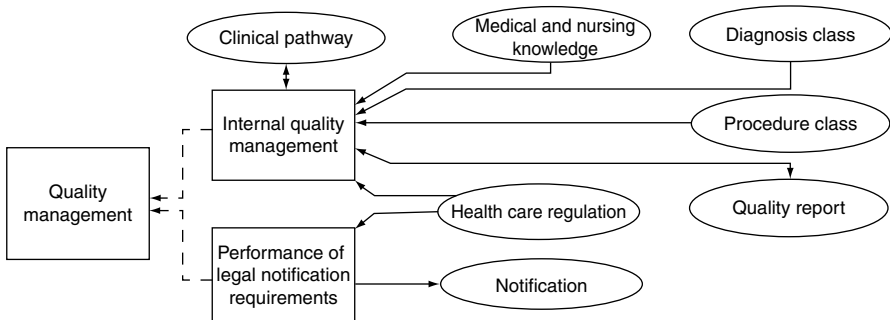 Clinical pathway
Medical and nursing
knowledge
Diagnosis class
Internal quality
management
Procedure class
Quality
management
Health care regulation
Quality report
Performance of
legal notification
requirements
Notification